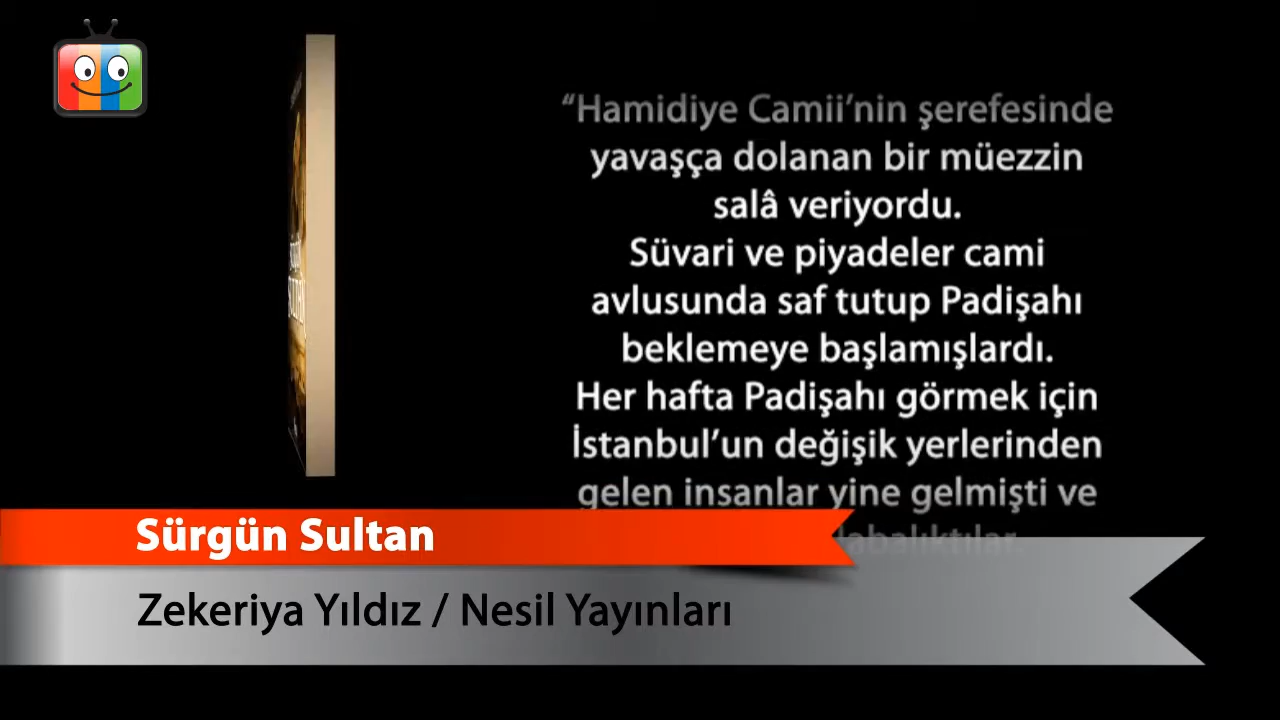 “Hamidiye Camii’nin şerefesinde
yavaşça dolanan bir müezzin
salâ veriyordu.
Süvari ve piyadeler cami
avlusunda saf tutup Padişahı
beklemeye başlamışlardı.
Her hafta Padişahı görmek için
İstanbul’un değişik yerlerinden
gelen insanlar yine gelmişti ve
Sürgün Sultan
Zekeriya Yıldız / Nesil Yayınları